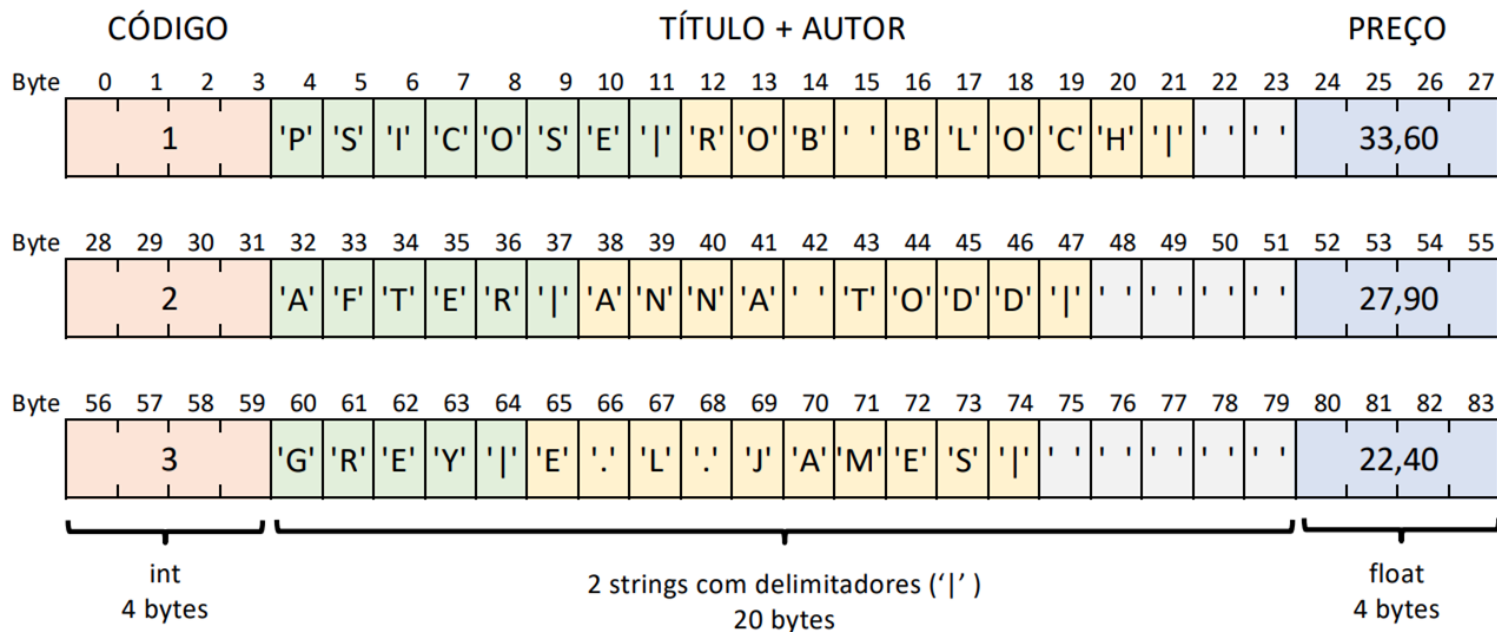 CÓDIGO TÍTULO + AUTOR PREÇO
Byte 0 1 2 3 4 5 6 7 8 9 10 11 12 13 14 15 16 17 18 19 20 21 22 23 24 25 26 27
1 'P' 'S' 'I' 'C' 'O' 'S' 'E' '|' 'R' 'O' 'B' ' ' 'B' 'L' 'O' 'C' 'H' '|' ' ' ' ' 33,60
Byte 28 29 30 31 32 33 34 35 36 37 38 39 40 41 42 43 44 45 46 47 48 49 50 51 52 53 54 55
2 'A' 'F' 'T' 'E' 'R' '|' 'A' 'N' 'N' 'A' ' ' 'T' 'O' 'D' 'D' '|' ' ' ' ' ' ' ' ' 27,90
Byte 56 57 58 59 60 61 62 63 64 65 66 67 68 69 70 71 72 73 74 75 76 77 78 79 80 81 82 83
3 'G' 'R' 'E' 'Y' '|' 'E' '.' 'L' '.' 'J' 'A' 'M' 'E' 'S' '|' ' ' ' ' ' ' ' ' ' ' 22,40
int 2 strings com delimitadores ('|' ) float
4 bytes 20 bytes 4 bytes